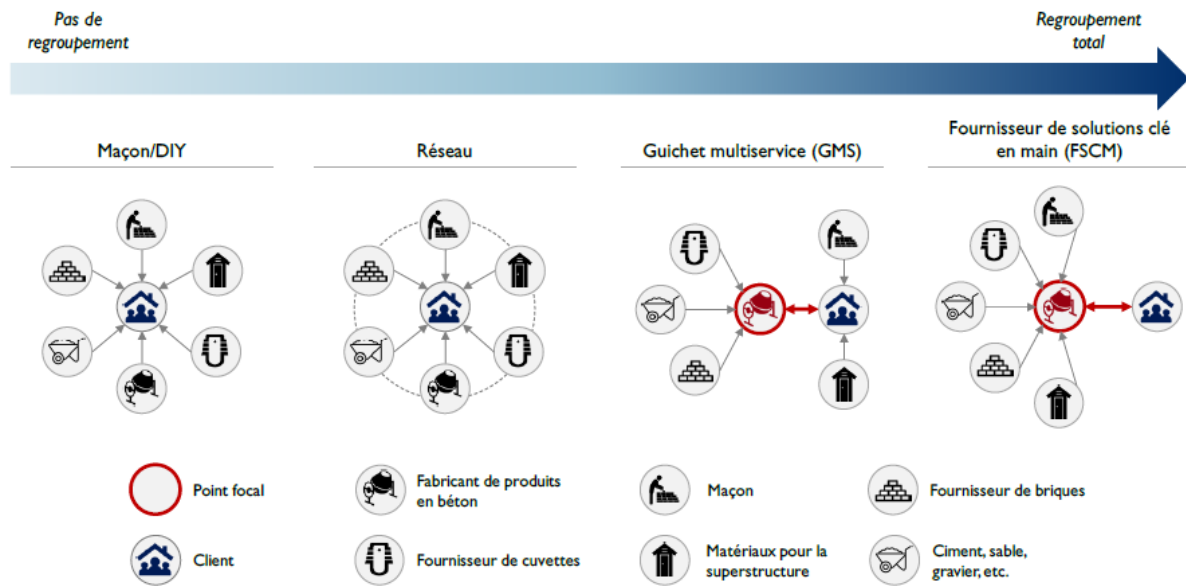 Pas de
regroupement
Regroupement
total
Maçon/DIY
Réseau
Guichet multiservice (GMS)
Fournisseur de solutions clé
en main (FSCM)
Point focal
Fabricant de produits
en béton
Maçon
Fournisseur de briques
Client
Fournisseur de cuvettes
Matériaux pour la
superstructure
Ciment, sable,
gravier, etc.